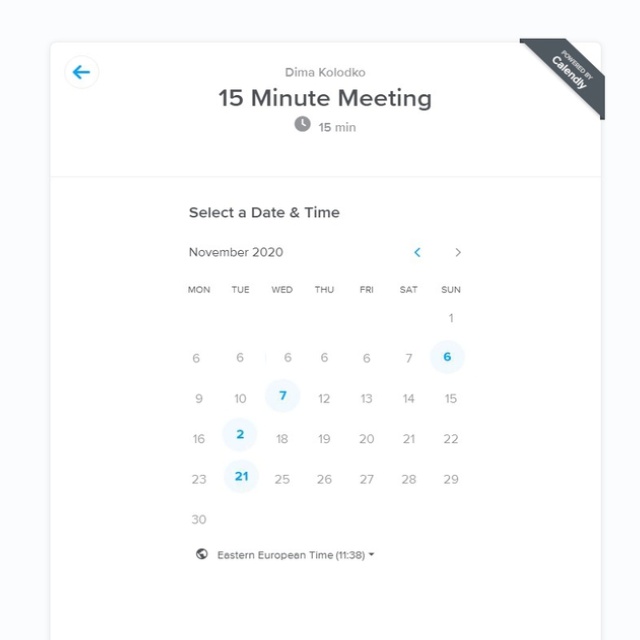 POWERED BY
Calendly
Dima Kolodko
15 Minute Meeting
15 min
Select a Date & Time
November 2020
MON TUE WED THU FRI SAT SUN
1
6 6 6 6 6 7 6
9 10 7 12 13 14 15
16 2 18 19 20 21 22
23 21 25 26 27 28 29
30
Eastern European Time (11:38)